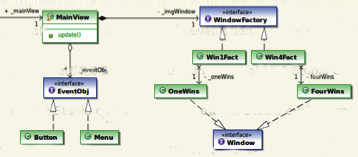 + _mainView
MainView
update()
1
- _imgWindow
1
«interface»
WindowFactory
Win1Fact
Win4Fact
- _eventObj
1
1
- _oneWins
1
- fourWins
«interface»
EventObj
OneWins
FourWins
Button
Menu
«interface»
Window